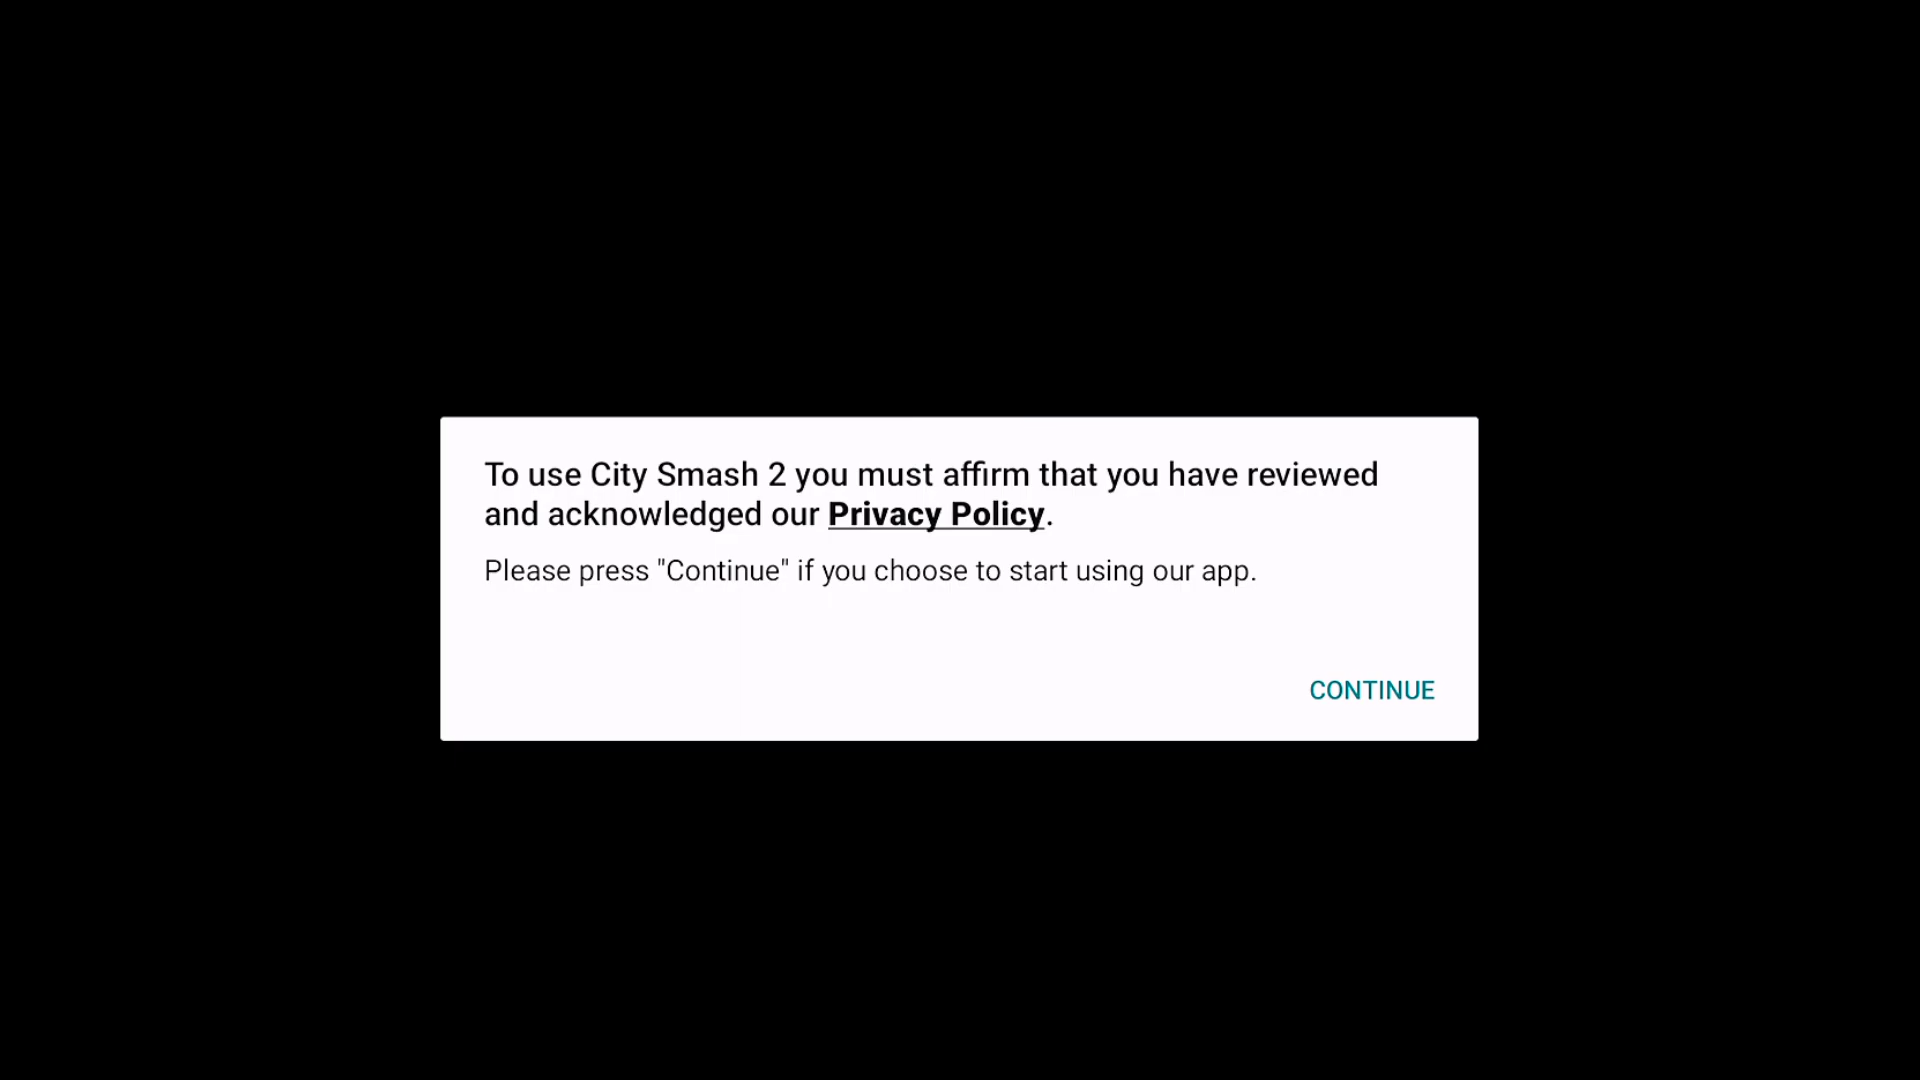 To use City Smash 2 you must affirm that you have reviewed
and acknowledged our Privacy Policy.
Please press "Continue" if you choose to start using our app.
CONTINUE